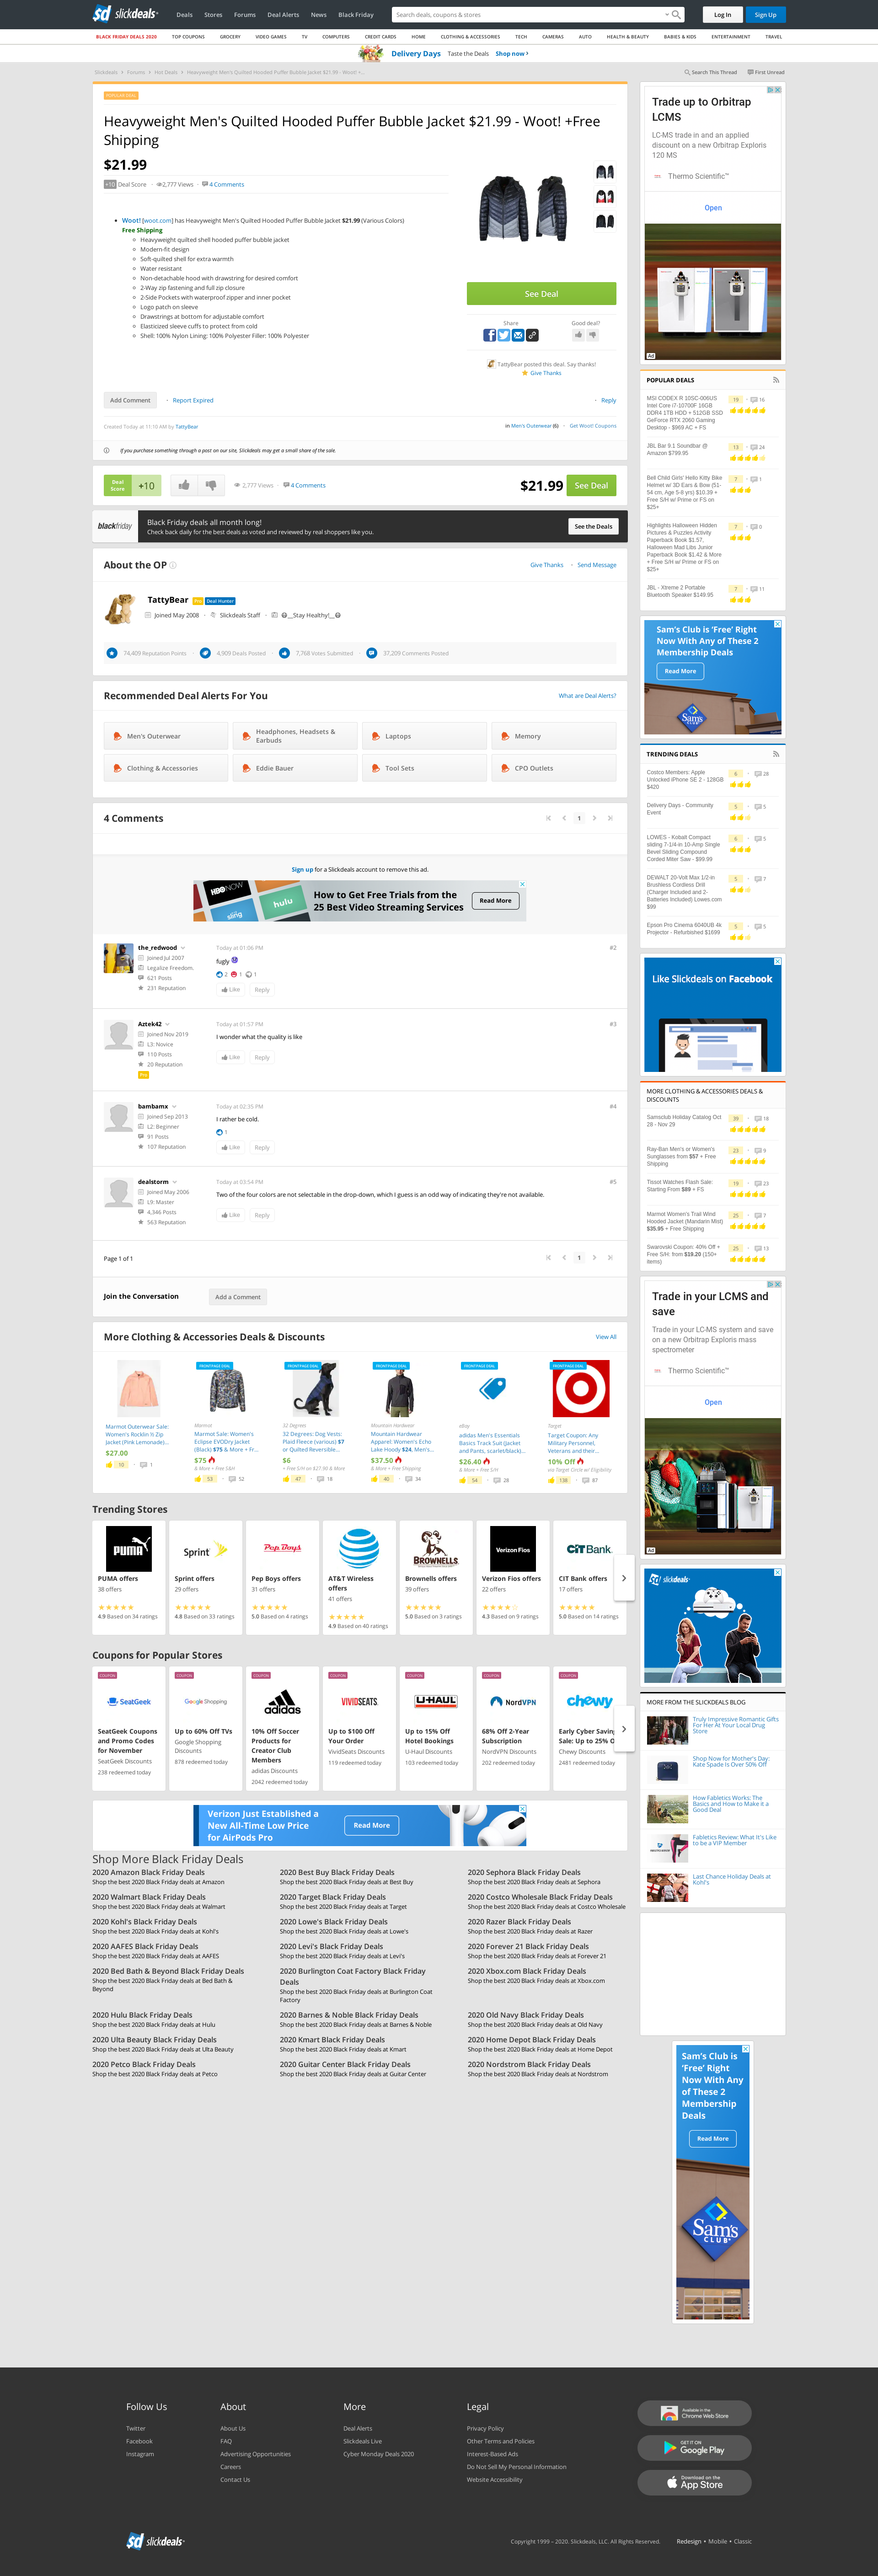 slickdeals
Deals
Stores
Forums
Deal Alerts
News
Black Friday
Search deals, coupons & stores
Log In
Sign Up
BLACK FRIDAY DEALS 2020
TOP COUPONS
GROCERY
VIDEO GAMES
TV
COMPUTERS
CREDIT CARDS
HOME
CLOTHING & ACCESSORIES
TECH
CAMERAS
AUTO
HEALTH & BEAUTY
BABIES & KIDS
ENTERTAINMENT
TRAVEL
Delivery Days Taste the Deals Shop now ›
Slickdeals › Forums › Hot Deals › Heavyweight Men's Quilted Hooded Puffer Bubble Jacket $21.99 - Woot! +...
Search This Thread
First Unread
POPULAR DEAL
Heavyweight Men's Quilted Hooded Puffer Bubble Jacket $21.99 - Woot! +Free
Shipping
$21.99
+10 Deal Score
2,777 Views
4 Comments
Woot! [woot.com] has Heavyweight Men's Quilted Hooded Puffer Bubble Jacket $21.99 (Various Colors)
Free Shipping
Heavyweight quilted shell hooded puffer bubble jacket
Modern-fit design
Soft-quilted shell for extra warmth
Water resistant
Non-detachable hood with drawstring for desired comfort
2-Way zip fastening and full zip closure
2-Side Pockets with waterproof zipper and inner pocket
Logo patch on sleeve
Drawstrings at bottom for adjustable comfort
Elasticized sleeve cuffs to protect from cold
Shell: 100% Nylon Lining: 100% Polyester Filler: 100% Polyester
See Deal
Share
Good deal?
TattyBear posted this deal. Say thanks!
Give Thanks
Add Comment
Report Expired
Reply
Created Today at 11:10 AM by TattyBear
in Men's Outerwear (6)
Get Woot! Coupons
If you purchase something through a post on our site, Slickdeals may get a small share of the sale.
Deal
Score
+10
2,777 Views
4 Comments
$21.99
See Deal
blackfriday
Black Friday deals all month long!
Check back daily for the best deals as voted and reviewed by real shoppers like you.
See the Deals
About the OP
Give Thanks
Send Message
TattyBear Pro Deal Hunter
Joined May 2008
Slickdeals Staff
__Stay Healthy!__
74,409 Reputation Points
4,909 Deals Posted
7,768 Votes Submitted
37,209 Comments Posted
Recommended Deal Alerts For You
What are Deal Alerts?
Men's Outerwear
Headphones, Headsets &
Earbuds
Laptops
Memory
Clothing & Accessories
Eddie Bauer
Tool Sets
CPO Outlets
4 Comments
1
Sign up for a Slickdeals account to remove this ad.
HBO NOW
sling
hulu
How to Get Free Trials from the
25 Best Video Streaming Services
Read More
the_redwood
Joined Jul 2007
Legalize Freedom.
621 Posts
231 Reputation
Today at 01:06 PM
#2
fugly
2
1
1
Like
Reply
Aztek42
Joined Nov 2019
L3: Novice
110 Posts
20 Reputation
Pro
Today at 01:57 PM
#3
I wonder what the quality is like
Like
Reply
bambamx
Joined Sep 2013
L2: Beginner
91 Posts
107 Reputation
Today at 02:35 PM
#4
I rather be cold.
1
Like
Reply
dealstorm
Joined May 2006
L9: Master
4,346 Posts
563 Reputation
Today at 03:54 PM
#5
Two of the four colors are not selectable in the drop-down, which I guess is an odd way of indicating they're not available.
Like
Reply
Page 1 of 1
1
Join the Conversation
Add a Comment
More Clothing & Accessories Deals & Discounts
View All
Marmot Outerwear Sale:
Women's Rocklin ½ Zip
Jacket (Pink Lemonade)...
$27.00
10
1
FRONTPAGE DEAL
Marmot
Marmot Sale: Women's
Eclipse EVODry Jacket
(Black) $75 & More + Fr...
$75
& More + Free S&H
53
52
FRONTPAGE DEAL
32 Degrees
32 Degrees: Dog Vests:
Plaid Fleece (various) $7
or Quilted Reversible...
$6
+ Free S/H on $27.90 & More
47
18
FRONTPAGE DEAL
Mountain Hardwear
Mountain Hardwear
Apparel: Women's Echo
Lake Hoody $24, Men's...
$37.50
& More + Free Shipping
40
34
FRONTPAGE DEAL
eBay
adidas Men's Essentials
Basics Track Suit (Jacket
and Pants, scarlet/black)...
$26.40
& More + Free S/H
54
28
FRONTPAGE DEAL
Target
Target Coupon: Any
Military Personnel,
Veterans and their...
10% Off
via Target Circle w/ Eligibility
138
87
Trending Stores
PUMA
PUMA offers
38 offers
4.9 Based on 34 ratings
Sprint
Sprint offers
29 offers
4.8 Based on 33 ratings
Pep Boys
Pep Boys offers
31 offers
5.0 Based on 4 ratings
AT&T
AT&T Wireless
offers
41 offers
4.9 Based on 40 ratings
BROWNELLS
Brownells offers
39 offers
5.0 Based on 3 ratings
Verizon Fios
Verizon Fios offers
22 offers
4.3 Based on 9 ratings
CIT BANK
CIT Bank offers
17 offers
5.0 Based on 14 ratings
Coupons for Popular Stores
COUPON
SeatGeek
SeatGeek Coupons
and Promo Codes
for November
SeatGeek Discounts
238 redeemed today
COUPON
Google Shopping
Up to 60% Off TVs
Google Shopping
Discounts
878 redeemed today
COUPON
adidas
10% Off Soccer
Products for
Creator Club
Members
adidas Discounts
2042 redeemed today
COUPON
VIVIDSEATS.
Up to $100 Off
Your Order
VividSeats Discounts
119 redeemed today
COUPON
U-HAUL
Up to 15% Off
Hotel Bookings
U-Haul Discounts
103 redeemed today
COUPON
NordVPN
68% Off 2-Year
Subscription
NordVPN Discounts
202 redeemed today
COUPON
chewy
Early Cyber Saving
Sale: Up to 25% O
Chewy Discounts
2481 redeemed today
Verizon Just Established a
New All-Time Low Price
for AirPods Pro
Read More
Shop More Black Friday Deals
2020 Amazon Black Friday Deals
Shop the best 2020 Black Friday deals at Amazon
2020 Best Buy Black Friday Deals
Shop the best 2020 Black Friday deals at Best Buy
2020 Sephora Black Friday Deals
Shop the best 2020 Black Friday deals at Sephora
2020 Walmart Black Friday Deals
Shop the best 2020 Black Friday deals at Walmart
2020 Target Black Friday Deals
Shop the best 2020 Black Friday deals at Target
2020 Costco Wholesale Black Friday Deals
Shop the best 2020 Black Friday deals at Costco Wholesale
2020 Kohl's Black Friday Deals
Shop the best 2020 Black Friday deals at Kohl's
2020 Lowe's Black Friday Deals
Shop the best 2020 Black Friday deals at Lowe's
2020 Razer Black Friday Deals
Shop the best 2020 Black Friday deals at Razer
2020 AAFES Black Friday Deals
Shop the best 2020 Black Friday deals at AAFES
2020 Levi's Black Friday Deals
Shop the best 2020 Black Friday deals at Levi's
2020 Forever 21 Black Friday Deals
Shop the best 2020 Black Friday deals at Forever 21
2020 Bed Bath & Beyond Black Friday Deals
Shop the best 2020 Black Friday deals at Bed Bath &
Beyond
2020 Burlington Coat Factory Black Friday
Deals
Shop the best 2020 Black Friday deals at Burlington Coat
Factory
2020 Xbox.com Black Friday Deals
Shop the best 2020 Black Friday deals at Xbox.com
2020 Hulu Black Friday Deals
Shop the best 2020 Black Friday deals at Hulu
2020 Barnes & Noble Black Friday Deals
Shop the best 2020 Black Friday deals at Barnes & Noble
2020 Old Navy Black Friday Deals
Shop the best 2020 Black Friday deals at Old Navy
2020 Ulta Beauty Black Friday Deals
Shop the best 2020 Black Friday deals at Ulta Beauty
2020 Kmart Black Friday Deals
Shop the best 2020 Black Friday deals at Kmart
2020 Home Depot Black Friday Deals
Shop the best 2020 Black Friday deals at Home Depot
2020 Petco Black Friday Deals
Shop the best 2020 Black Friday deals at Petco
2020 Guitar Center Black Friday Deals
Shop the best 2020 Black Friday deals at Guitar Center
2020 Nordstrom Black Friday Deals
Shop the best 2020 Black Friday deals at Nordstrom
Trade up to Orbitrap
LCMS
LC-MS trade in and an applied
discount on a new Orbitrap Exploris
120 MS
Thermo Scientific™
Open
Ad
POPULAR DEALS
MSI CODEX R 10SC-006US
Intel Core i7-10700F 16GB
DDR4 1TB HDD + 512GB SSD
GeForce RTX 2060 Gaming
Desktop - $969 AC + FS
19
16
JBL Bar 9.1 Soundbar @
Amazon $799.95
13
24
Bell Child Girls' Hello Kitty Bike
Helmet w/ 3D Ears & Bow (51-
54 cm, Age 5-8 yrs) $10.39 +
Free S/H w/ Prime or FS on
$25+
7
1
Highlights Halloween Hidden
Pictures & Puzzles Activity
Paperback Book $1.57,
Halloween Mad Libs Junior
Paperback Book $1.42 & More
+ Free S/H w/ Prime or FS on
$25+
7
0
JBL - Xtreme 2 Portable
Bluetooth Speaker $149.95
7
11
Sam's Club is 'Free' Right
Now With Any of These 2
Membership Deals
Read More
Sam's
TRENDING DEALS
Costco Members: Apple
Unlocked iPhone SE 2 - 128GB
$420
6
28
Delivery Days - Community
Event
5
5
LOWES - Kobalt Compact
sliding 7-1/4-in 10-Amp Single
Bevel Sliding Compound
Corded Miter Saw - $99.99
6
5
DEWALT 20-Volt Max 1/2-in
Brushless Cordless Drill
(Charger Included and 2-
Batteries Included) Lowes.com
$99
5
7
Epson Pro Cinema 6040UB 4k
Projector - Refurbished $1699
5
5
Like Slickdeals on Facebook
MORE CLOTHING & ACCESSORIES DEALS &
DISCOUNTS
Samsclub Holiday Catalog Oct
28 - Nov 29
39
18
Ray-Ban Men's or Women's
Sunglasses from $57 + Free
Shipping
23
9
Tissot Watches Flash Sale:
Starting From $89 + FS
19
23
Marmot Women's Trail Wind
Hooded Jacket (Mandarin Mist)
$35.95 + Free Shipping
25
7
Swarovski Coupon: 40% Off +
Free S/H: from $18.20 (150+
items)
25
13
Trade in your LCMS and
save
Trade in your LC-MS system and save
on a new Orbitrap Exploris mass
spectrometer
Thermo Scientific™
Open
Ad
slickdeals
MORE FROM THE SLICKDEALS BLOG
Truly Impressive Romantic Gifts
For Her At Your Local Drug
Store
Shop Now for Mother's Day:
Kate Spade Is Over 50% Off
How Fabletics Works: The
Basics and How to Make it a
Good Deal
Fabletics Review: What It's Like
to be a VIP Member
Last Chance Holiday Deals at
Kohl's
Sam's Club is
'Free' Right
Now With Any
of These 2
Membership
Deals
Read More
Sam's
CLUB
Follow Us
Twitter
Facebook
Instagram
About
About Us
FAQ
Advertising Opportunities
Careers
Contact Us
More
Deal Alerts
Slickdeals Live
Cyber Monday Deals 2020
Legal
Privacy Policy
Other Terms and Policies
Interest-Based Ads
Do Not Sell My Personal Information
Website Accessibility
Available in the
Chrome Web Store
GET IT ON
Google Play
Download on the
App Store
slickdeals
Copyright 1999 – 2020. Slickdeals, LLC. All Rights Reserved.
Redesign • Mobile • Classic